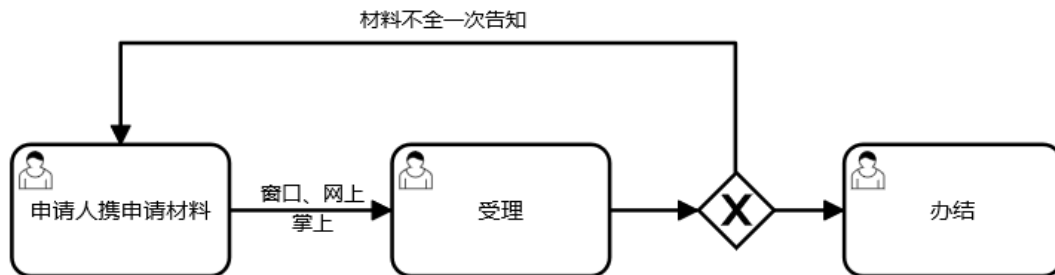 材料不全一次告知
申请人携申请材料
窗口、网上
掌上
受理
X
办结